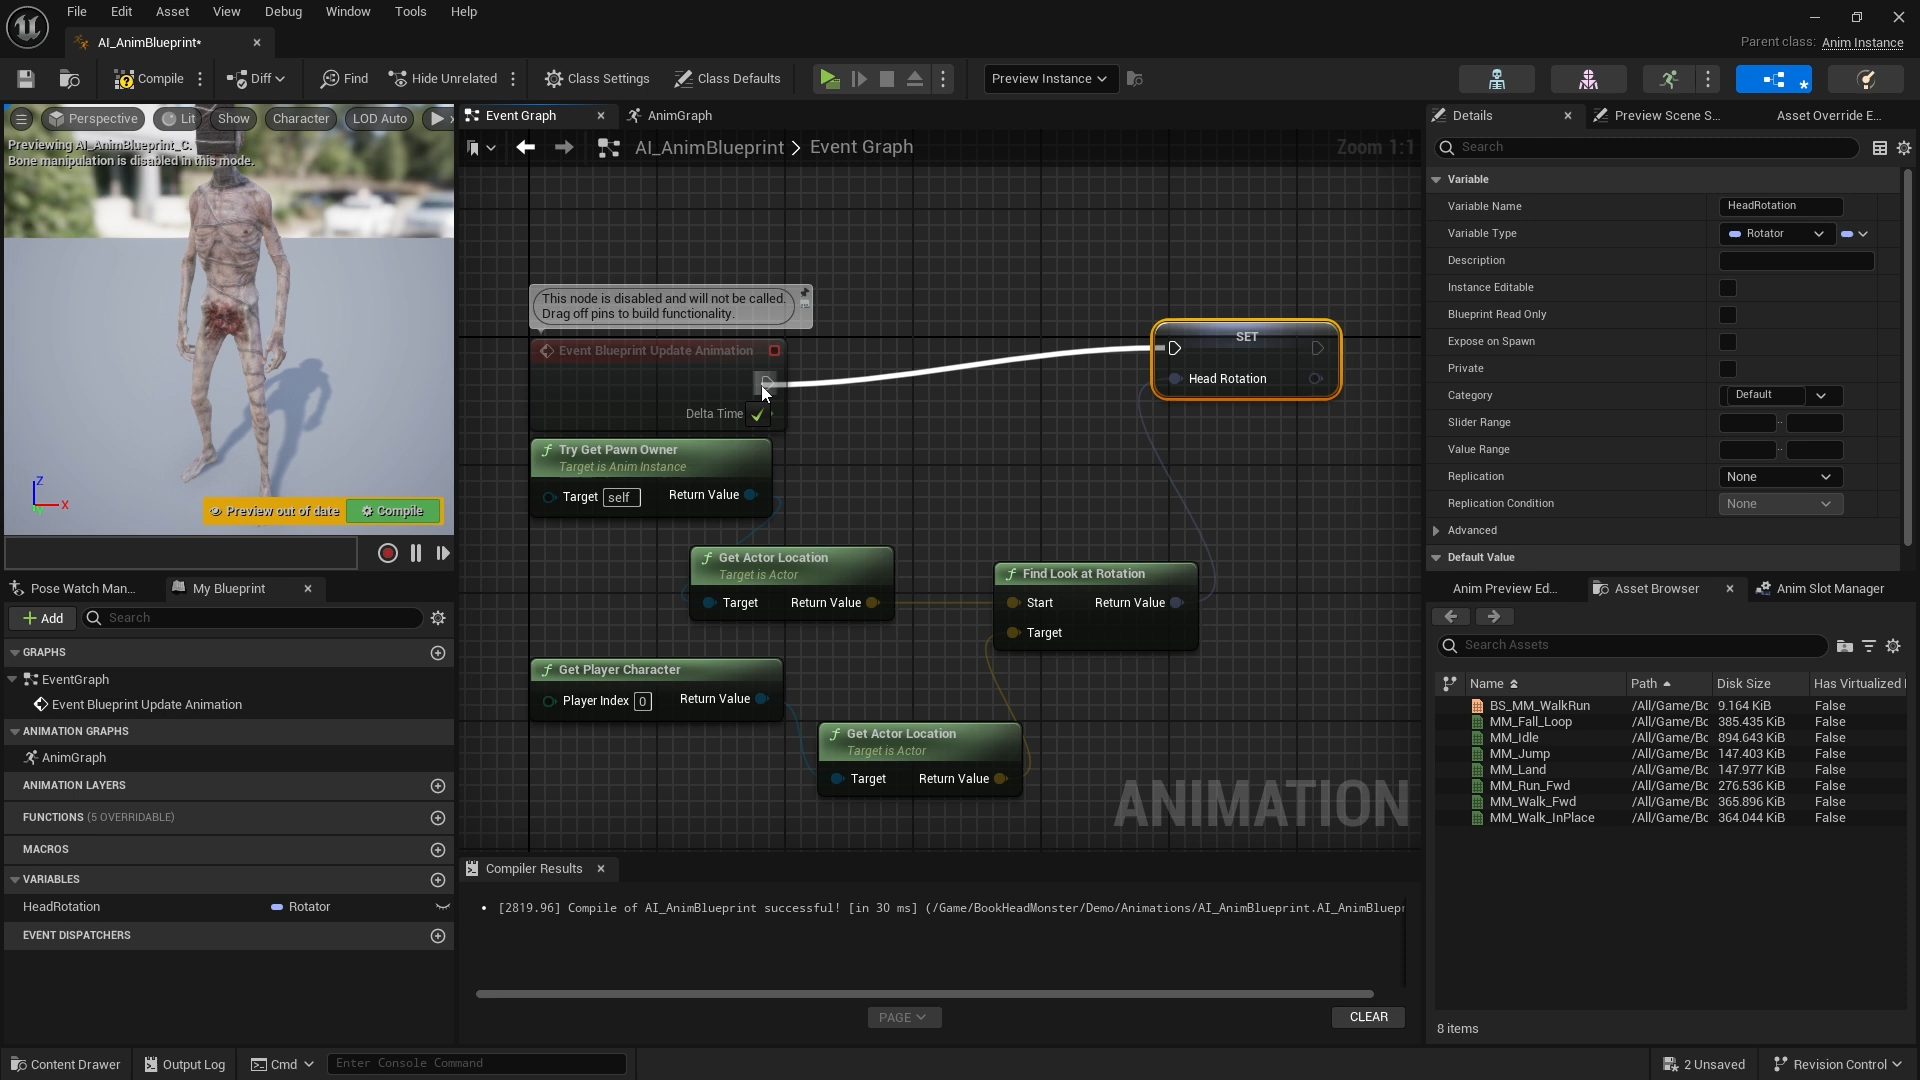 File Edit Asset View Debug Window Tools Help
AI_AnimBlueprint*
Parent class: Anim Instance
Compile Diff Find Hide Unrelated Class Settings Class Defaults Preview Instance
Perspective Lit Show Character LOD Auto
Previewing AI_AnimBlueprint_C.
Bone manipulation is disabled in this mode.
Z
X
Preview out of date Compile
Pose Watch Man... My Blueprint
Add Search
GRAPHS
EventGraph
Event Blueprint Update Animation
ANIMATION GRAPHS
AnimGraph
ANIMATION LAYERS
FUNCTIONS (5 OVERRIDABLE)
MACROS
VARIABLES
HeadRotation Rotator
EVENT DISPATCHERS
Event Graph AnimGraph
AI_AnimBlueprint > Event Graph Zoom 1:1
This node is disabled and will not be called.
Drag off pins to build functionality.
Event Blueprint Update Animation
Delta Time
SET
Head Rotation
Try Get Pawn Owner
Target is Anim Instance
Target self Return Value
Get Actor Location
Target is Actor
Target Return Value
Find Look at Rotation
Start Return Value
Target
Get Player Character
Player Index 0 Return Value
Get Actor Location
Target is Actor
Target Return Value
ANIMATION
Compiler Results
• [2819.96] Compile of AI_AnimBlueprint successful! [in 30 ms] (/Game/BookHeadMonster/Demo/Animations/AI_AnimBlueprint.AI_AnimBluepr
PAGE CLEAR
Details Preview Scene S... Asset Override E...
Search
Variable
Variable Name HeadRotation
Variable Type Rotator
Description
Instance Editable
Blueprint Read Only
Expose on Spawn
Private
Category Default
Slider Range
Value Range
Replication None
Replication Condition None
Advanced
Default Value
Anim Preview Ed... Asset Browser Anim Slot Manager
Search Assets
Name Path Disk Size Has Virtualized
BS_MM_WalkRun /All/Game/Bc 9.164 KiB False
MM_Fall_Loop /All/Game/Bc 385.435 KiB False
MM_Idle /All/Game/Bc 894.643 KiB False
MM_Jump /All/Game/Bc 147.403 KiB False
MM_Land /All/Game/Bc 147.977 KiB False
MM_Run_Fwd /All/Game/Bc 276.536 KiB False
MM_Walk_Fwd /All/Game/Bc 365.896 KiB False
MM_Walk_InPlace /All/Game/Bc 364.044 KiB False
8 items
Content Drawer Output Log Cmd Enter Console Command 2 Unsaved Revision Control